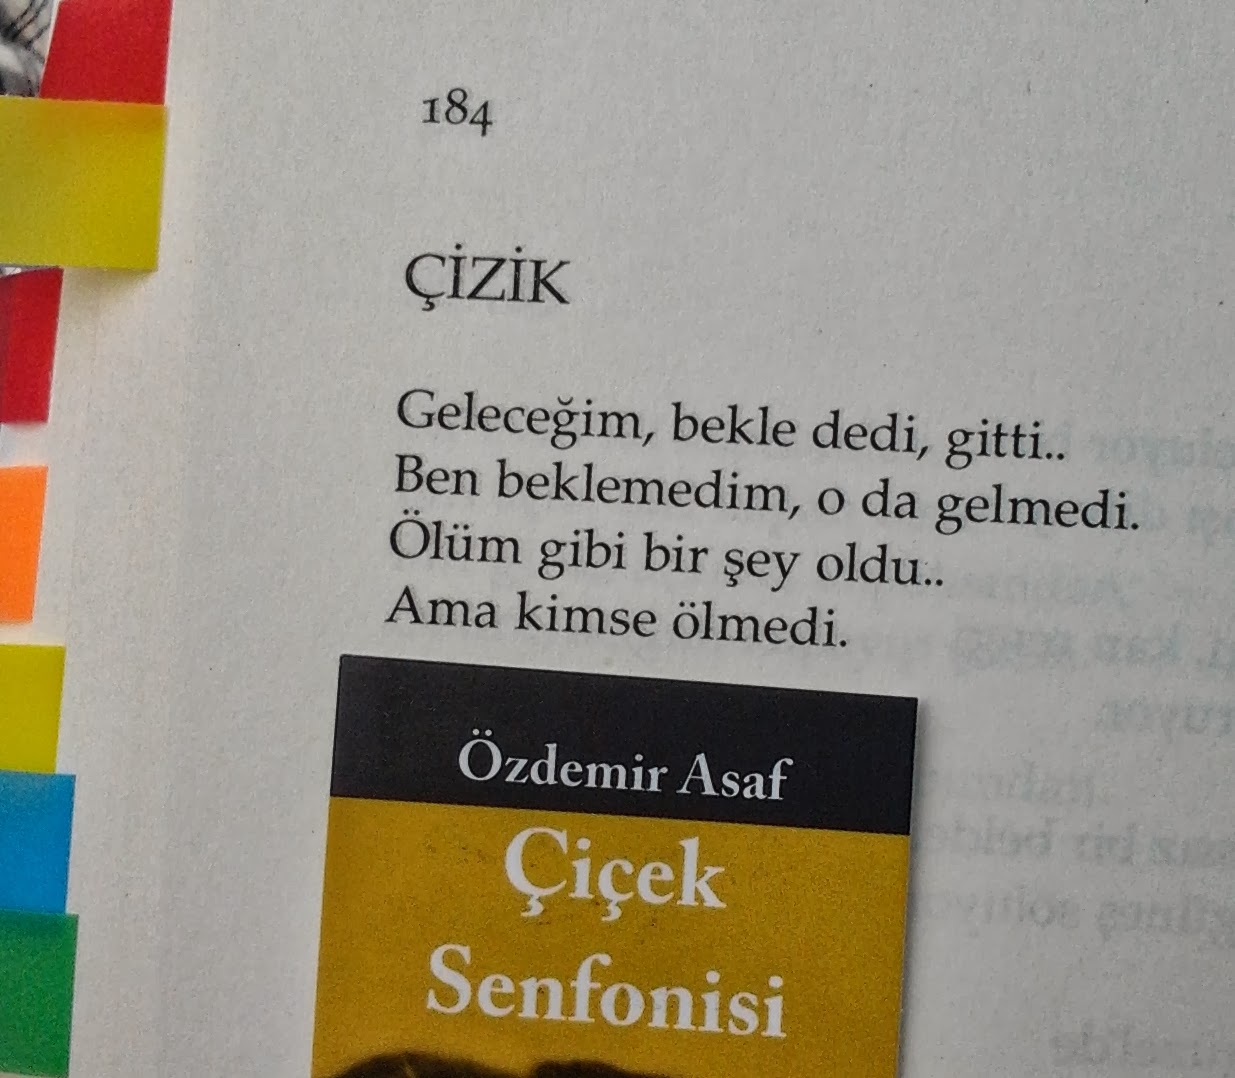 184
ÇİZİK
Geleceğim, bekle dedi, gitti..
Ben beklemedim, o da gelmedi.
Ölüm gibi bir şey oldu..
Ama kimse ölmedi.
Özdemir Asaf
Çiçek
Senfonisi